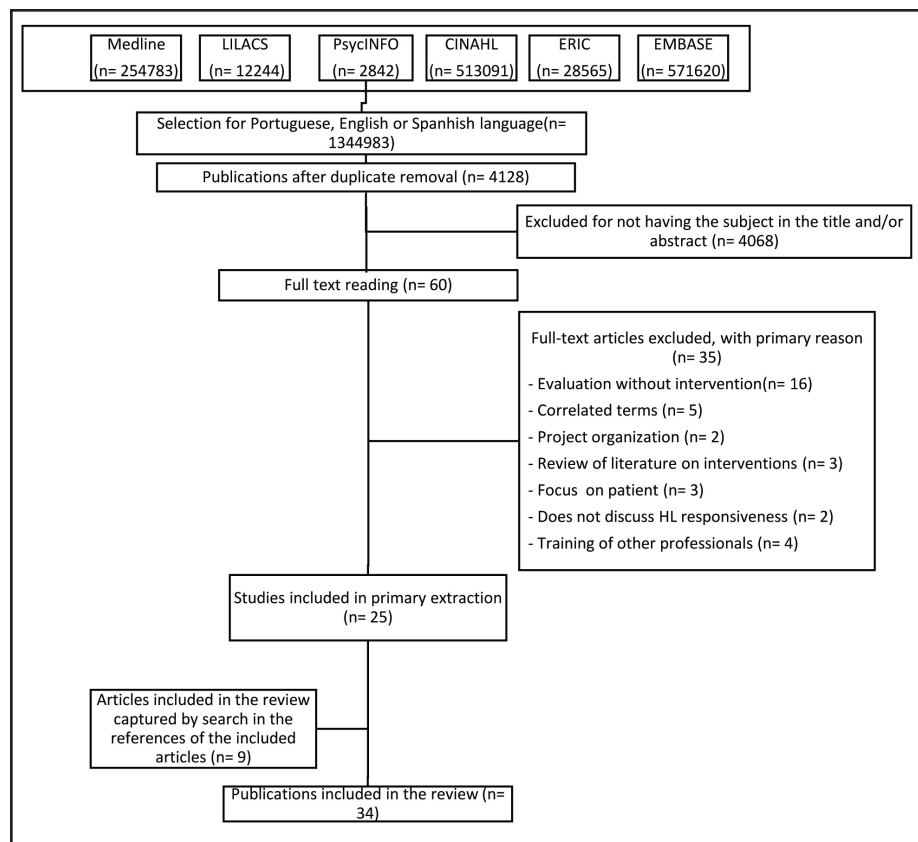 Medline
(n= 254783)
LILACS
(n= 12244)
PsycINFO
(n= 2842)
CINAHL
(n= 513091)
ERIC
(n= 28565)
EMBASE
(n= 571620)
Selection for Portuguese, English or Spanhish language(n=
1344983)
Publications after duplicate removal (n= 4128)
Excluded for not having the subject in the title and/or
abstract (n= 4068)
Full text reading (n= 60)
Full-text articles excluded, with primary reason
(n= 35)
- Evaluation without intervention(n= 16)
- Correlated terms (n= 5)
- Project organization (n= 2)
- Review of literature on interventions (n= 3)
- Focus on patient (n= 3)
- Does not discuss HL responsiveness (n= 2)
- Training of other professionals (n= 4)
Studies included in primary extraction
(n= 25)
Articles included in the review
captured by search in the
references of the included
articles (n= 9)
Publications included in the review (n=
34)